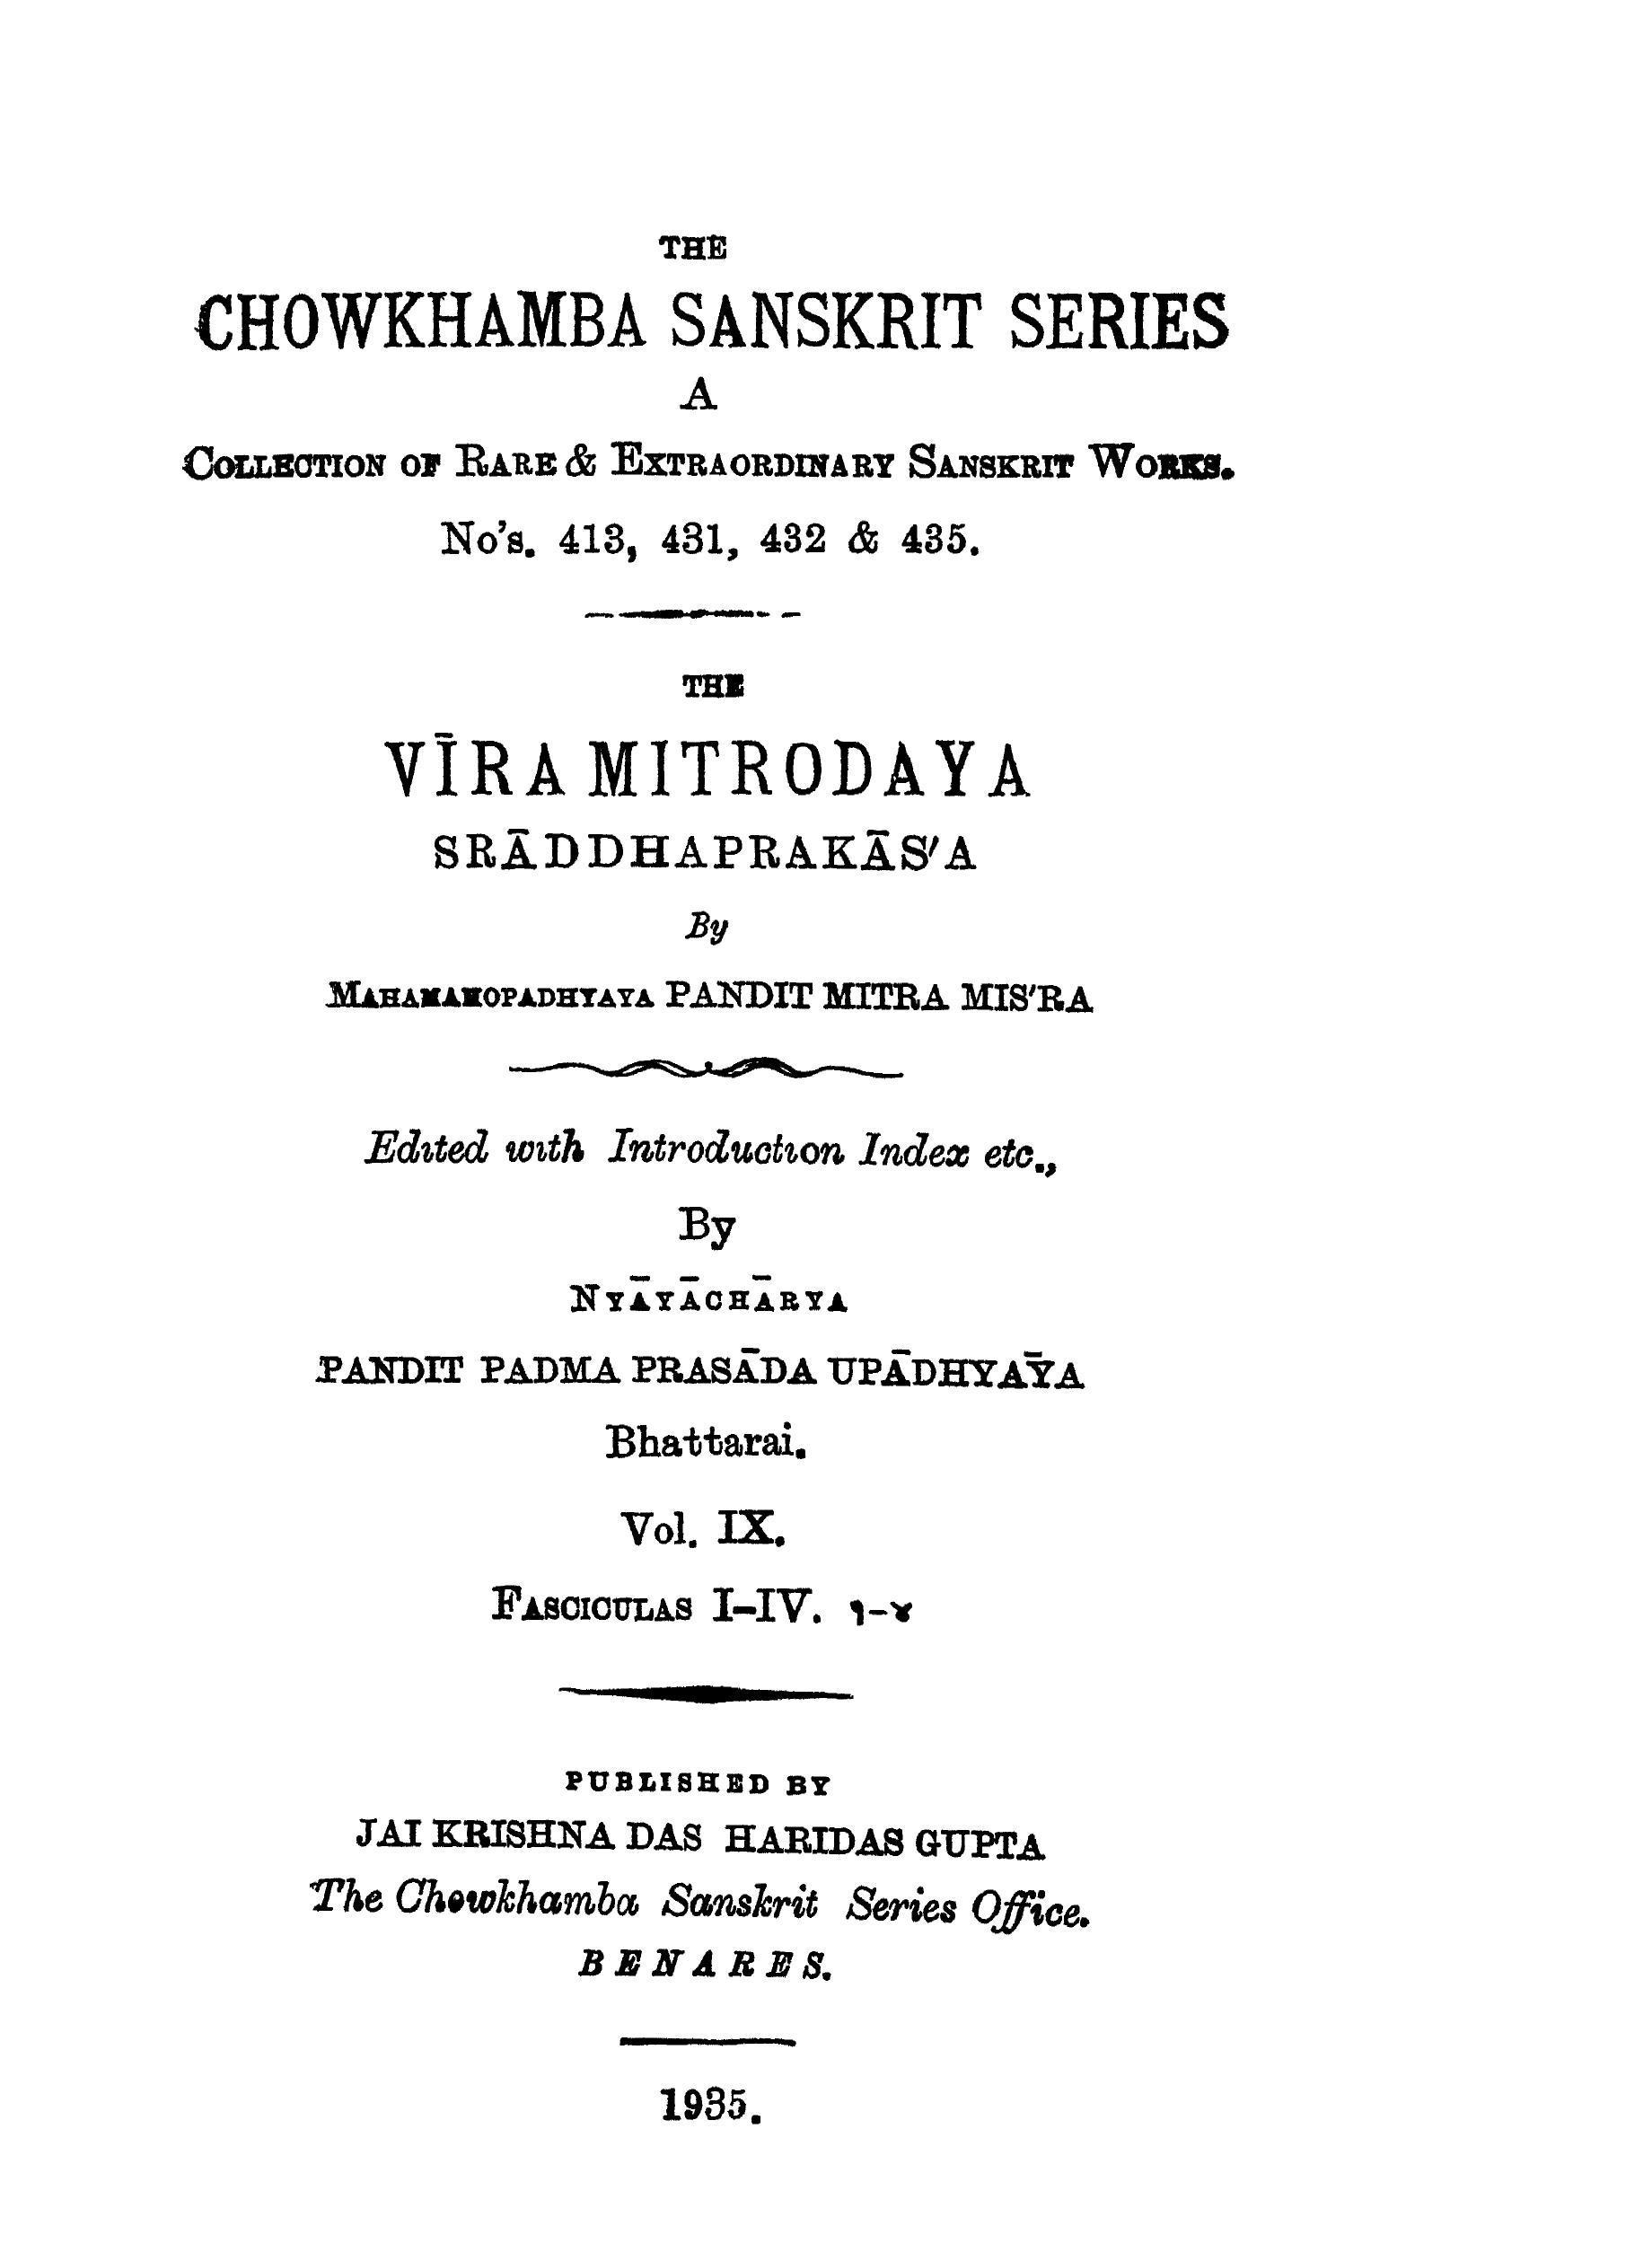 THE
CHOWKHAMBA SANSKRIT SERIES
A
COLLECTION OF RARE & EXTRAORDINARY SANSKRIT WORKS.
No's. 413, 431, 432 & 435.
THE
VĪRA MITRODAYA
SRĀDDHAPRAKĀS'A
By
MAHAMAHOPADHYAYA PANDIT MITRA MIS'RA
Edited with Introduction Index etc.,
By
NYĀYĀCHĀRYA
PANDIT PADMA PRASĀDA UPĀDHYAȲA
Bhattarai.
Vol. IX.
FASCICULAS I–IV. १–४
PUBLISHED BY
JAI KRISHNA DAS HARIDAS GUPTA
The Chowkhamba Sanskrit Series Office.
BENARES.
1935.